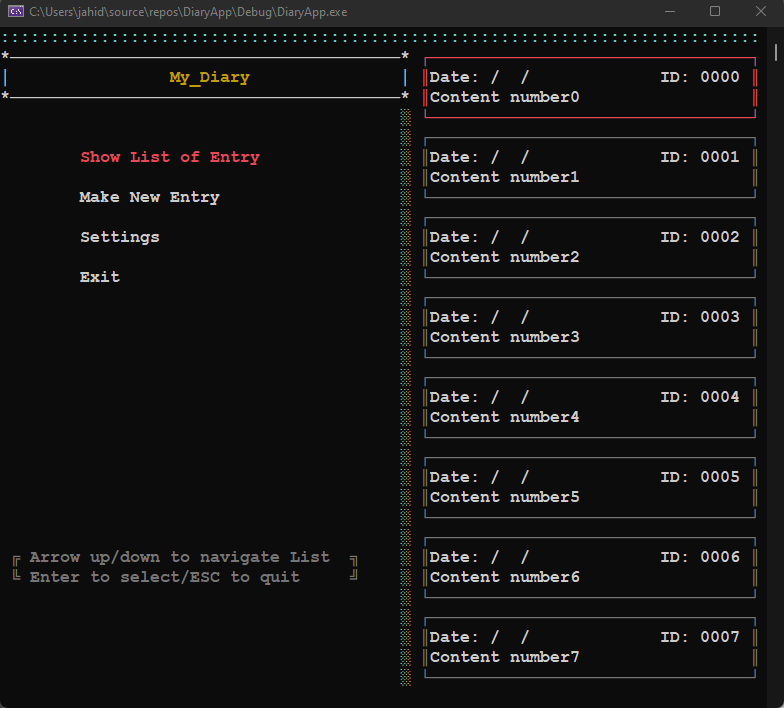 C:\Users\jahid\source\repos\DiaryApp\Debug\DiaryApp.exe
My_Diary
Show List of Entry
Make New Entry
Settings
Exit
Arrow up/down to navigate List
Enter to select/ESC to quit
Date: /  / ID: 0000
Content number0
Date: /  / ID: 0001
Content number1
Date: /  / ID: 0002
Content number2
Date: /  / ID: 0003
Content number3
Date: /  / ID: 0004
Content number4
Date: /  / ID: 0005
Content number5
Date: /  / ID: 0006
Content number6
Date: /  / ID: 0007
Content number7